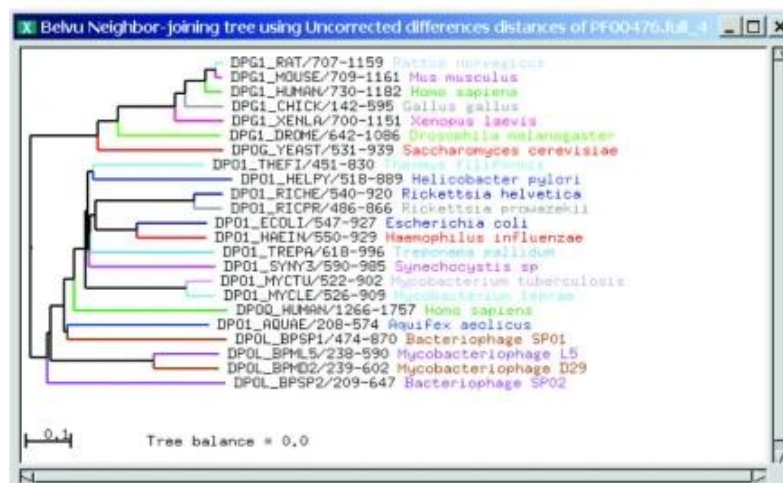 X Belvu Neighbor-joining tree using Uncorrected differences distances of PF00476.full_4
DPG1_RAT/707-1159 Rattus norvegicus
DPG1_MOUSE/709-1161 Mus musculus
DPG1_HUMAN/730-1182 Homo sapiens
DPG1_CHICK/142-595 Gallus gallus
DPG1_XENLA/700-1151 Xenopus laevis
DPG1_DROME/642-1086 Drosophila melanogaster
DPOG_YEAST/531-939 Saccharomyces cerevisiae
DPO1_THEFI/451-830 Thermus filiformis
DPO1_HELPY/518-889 Helicobacter pylori
DPO1_RICHE/540-920 Rickettsia helvetica
DPO1_RICPR/486-866 Rickettsia prowazekii
DPO1_ECOLI/547-927 Escherichia coli
DPO1_HAEIN/550-929 Haemophilus influenzae
DPO1_TREPA/618-996 Treponema pallidum
DPO1_SYNY3/590-985 Synechocystis sp
DPO1_MYCTU/522-902 Mycobacterium tuberculosis
DPO1_MYCLE/526-909 Mycobacterium leprae
DPOQ_HUMAN/1266-1757 Homo sapiens
DPO1_AQUAE/208-574 Aquifex aeolicus
DPOL_BPSP1/474-870 Bacteriophage SPO1
DPOL_BPML5/238-590 Mycobacteriophage L5
DPOL_BPMD2/239-602 Mycobacteriophage D29
DPOL_BPSP2/209-647 Bacteriophage SPO2
0.1
Tree balance = 0.0